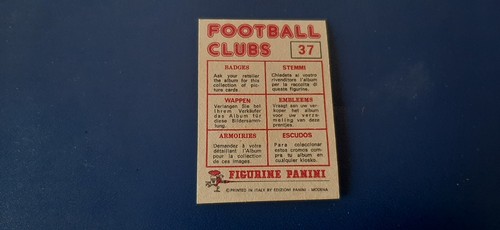 FOOTBALL
CLUBS
37
BADGES
Ask your retailer
the album for this
collection of pic-
ture cards.
STEMMI
Chiedete al vostro
rivenditore l'album
per la raccolta di
queste figurine.
WAPPEN
Verlangen Sie bei
Ihrem Verkäufer
das Album für
diese Bildersamm-
lung.
EMBLEEMS
Vraagt aan uw ver-
koper het album
voor uw verza-
meling van deze
prentjes.
ARMOIRIES
Demandez à votre
détaillant l'Album
pour la collection
de ces images.
ESCUDOS
Para coleccionar
estos cromos com-
pre tu album en
cualquier kiosko.
FIGURINE PANINI
© PRINTED IN ITALY BY EDIZIONI PANINI - MODENA